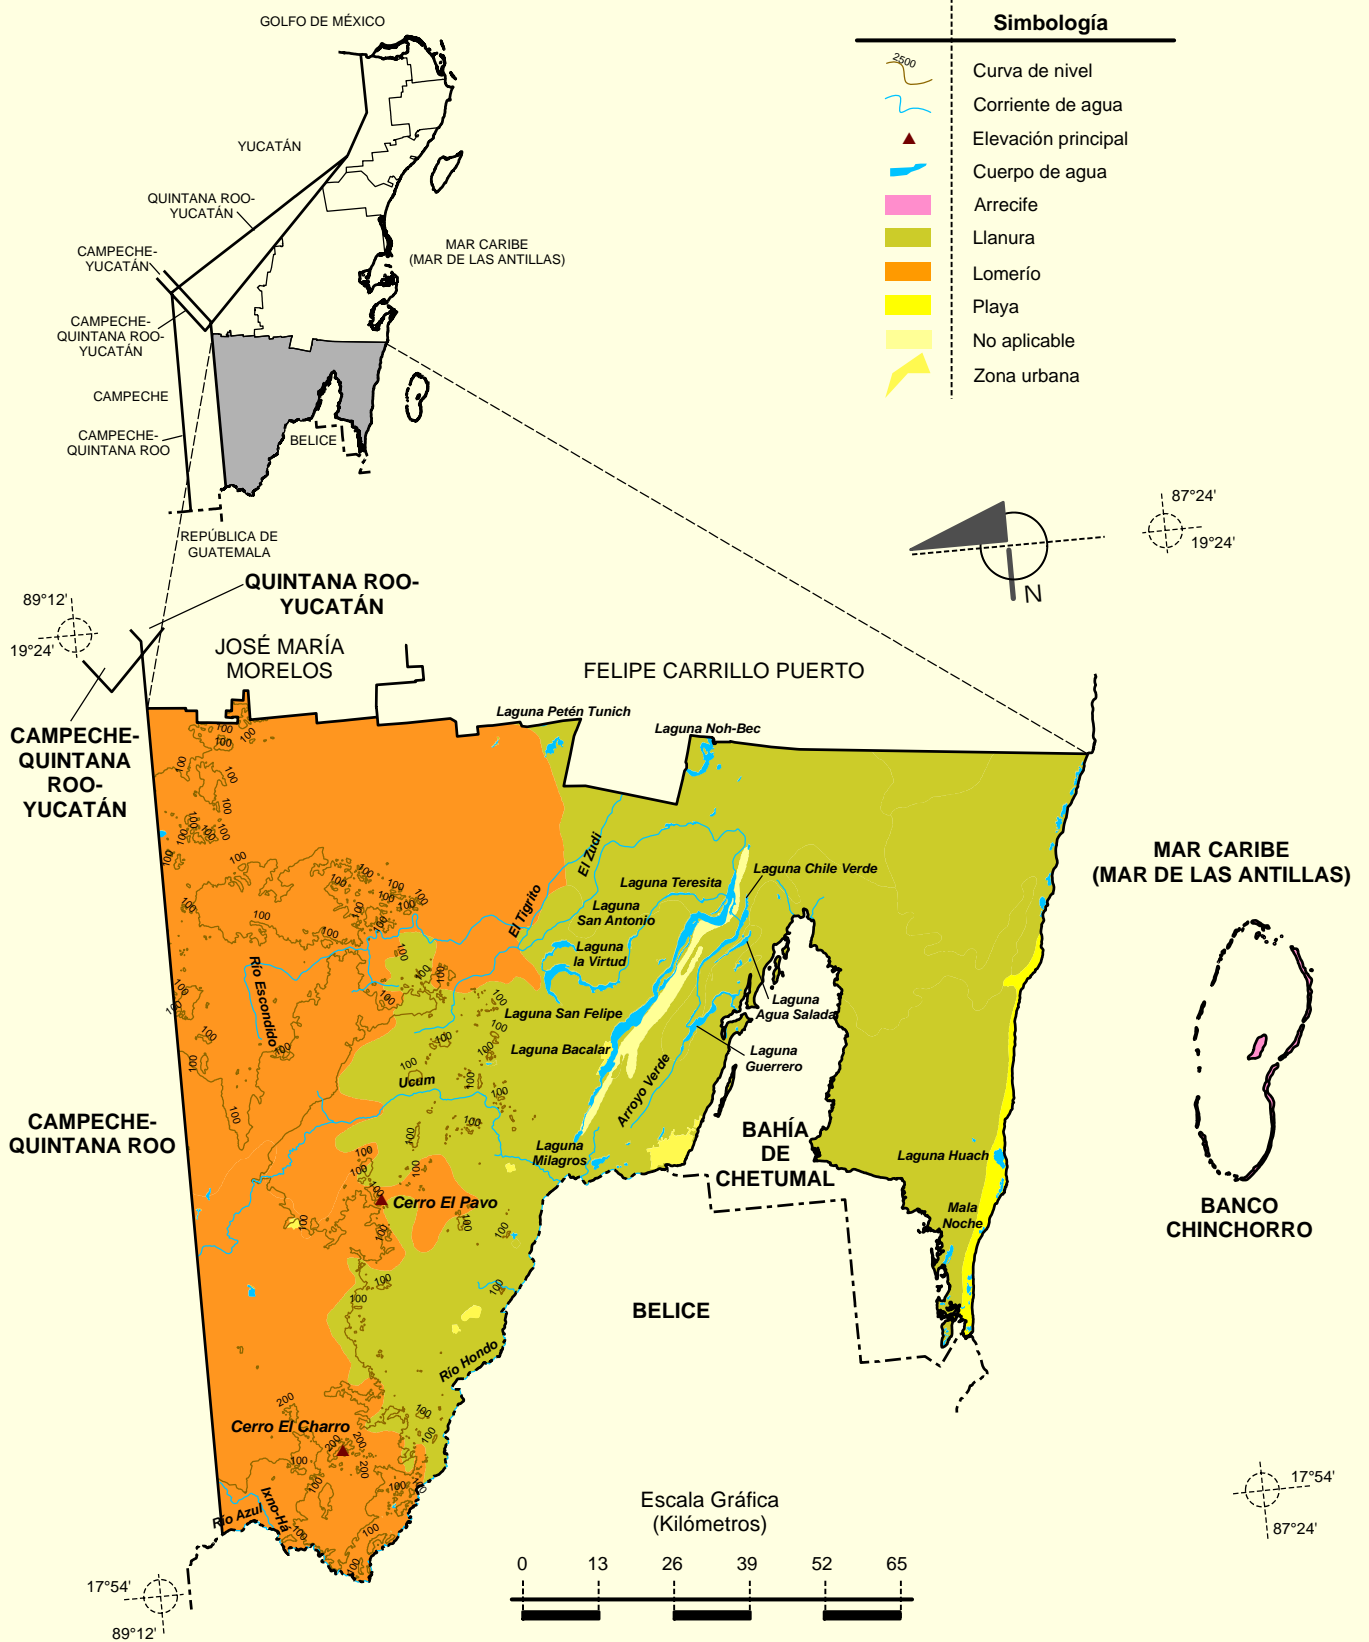 GOLFO DE MÉXICO
YUCATÁN
QUINTANA ROO-
YUCATÁN
CAMPECHE-
YUCATÁN
MAR CARIBE
(MAR DE LAS ANTILLAS)
CAMPECHE-
QUINTANA ROO-
YUCATÁN
CAMPECHE
CAMPECHE-
QUINTANA ROO
BELICE
REPÚBLICA DE
GUATEMALA
Simbología
2500
Curva de nivel
Corriente de agua
Elevación principal
Cuerpo de agua
Arrecife
Llanura
Lomerío
Playa
No aplicable
Zona urbana
87°24'
19°24'
N
89°12'
19°24'
QUINTANA ROO-
YUCATÁN
JOSÉ MARÍA
MORELOS
FELIPE CARRILLO PUERTO
CAMPECHE-
QUINTANA
ROO-
YUCATÁN
Laguna Petén Tunich
Laguna Noh-Bec
El Zudi
El Tigrito
Laguna Teresita
Laguna Chile Verde
Laguna
San Antonio
Laguna
la Virtud
Río Escondido
Laguna San Felipe
Laguna
Agua Salada
Laguna Bacalar
Laguna
Guerrero
Ucum
Arroyo Verde
MAR CARIBE
(MAR DE LAS ANTILLAS)
CAMPECHE-
QUINTANA ROO
Laguna
Milagros
BAHÍA
DE
CHETUMAL
Laguna Huach
Mala
Noche
BANCO
CHINCHORRO
Cerro El Pavo
BELICE
Río Hondo
Cerro El Charro
200
200
200
200
100
100
100
Río Azul
Ixno-Há
Escala Gráfica
(Kilómetros)
0 13 26 39 52 65
17°54'
87°24'
17°54'
89°12'